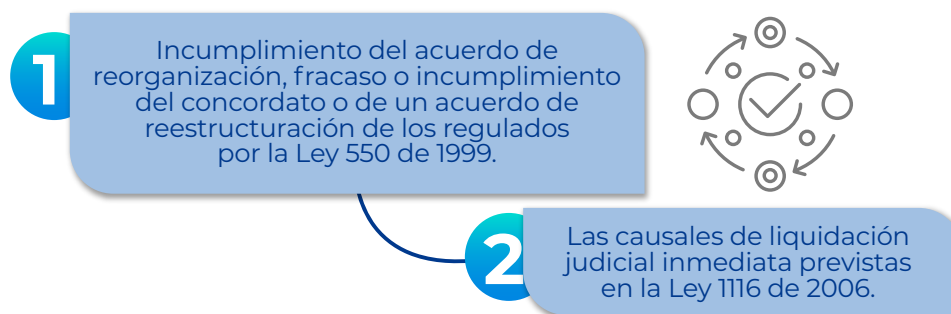 1
Incumplimiento del acuerdo de
reorganización, fracaso o incumplimiento
del concordato o de un acuerdo de
reestructuración de los regulados
por la Ley 550 de 1999.
2
Las causales de liquidación
judicial inmediata previstas
en la Ley 1116 de 2006.